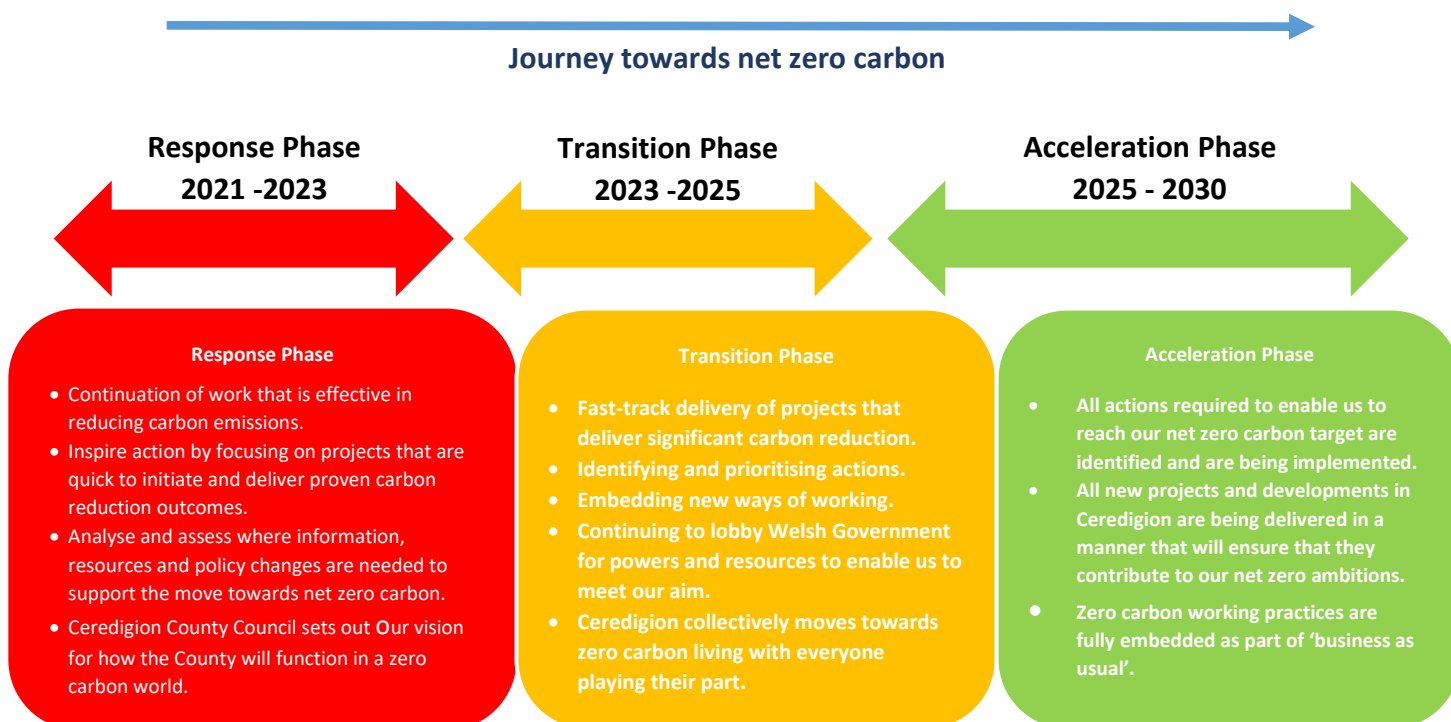 Journey towards net zero carbon
Response Phase
2021 -2023
Transition Phase
2023 -2025
Acceleration Phase
2025 - 2030
Response Phase
• Continuation of work that is effective in
reducing carbon emissions.
• Inspire action by focusing on projects that are
quick to initiate and deliver proven carbon
reduction outcomes.
• Analyse and assess where information,
resources and policy changes are needed to
support the move towards net zero carbon.
• Ceredigion County Council sets out Our vision
for how the County will function in a zero
carbon world.
Transition Phase
• Fast-track delivery of projects that
deliver significant carbon reduction.
• Identifying and prioritising actions.
• Embedding new ways of working.
• Continuing to lobby Welsh Government
for powers and resources to enable us to
meet our aim.
• Ceredigion collectively moves towards
zero carbon living with everyone
playing their part.
Acceleration Phase
• All actions required to enable us to
reach our net zero carbon target are
identified and are being implemented.
• All new projects and developments in
Ceredigion are being delivered in a
manner that will ensure that they
contribute to our net zero ambitions.
• Zero carbon working practices are
fully embedded as part of ‘business as
usual’.